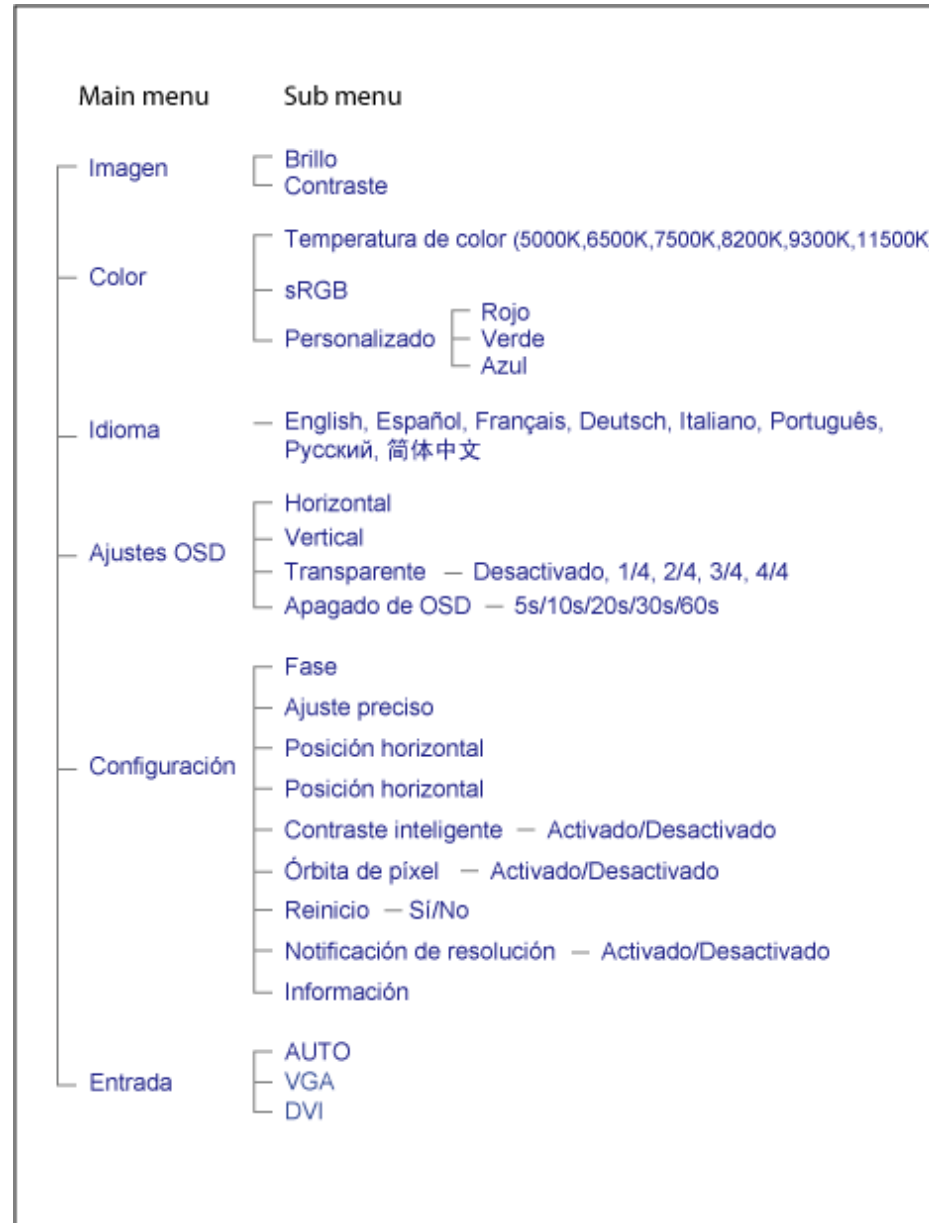 Main menu Sub menu
Imagen
Brillo
Contraste
Color
Temperatura de color (5000K,6500K,7500K,8200K,9300K,11500K
sRGB
Personalizado
Rojo
Verde
Azul
Idioma
English, Español, Français, Deutsch, Italiano, Português,
Русский, 简体中文
Ajustes OSD
Horizontal
Vertical
Transparente — Desactivado, 1/4, 2/4, 3/4, 4/4
Apagado de OSD — 5s/10s/20s/30s/60s
Configuración
Fase
Ajuste preciso
Posición horizontal
Posición horizontal
Contraste inteligente — Activado/Desactivado
Órbita de píxel — Activado/Desactivado
Reinicio — Sí/No
Notificación de resolución — Activado/Desactivado
Información
Entrada
AUTO
VGA
DVI